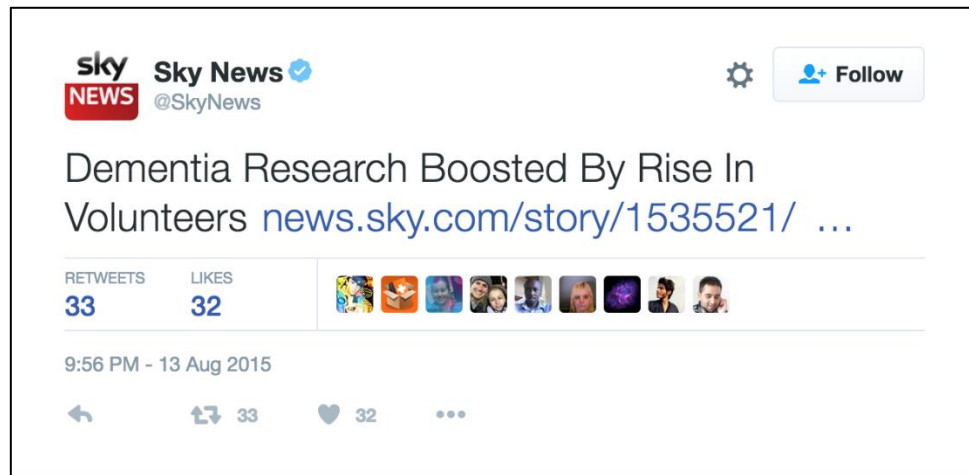 sky
NEWS
Sky News
@SkyNews
Follow
Dementia Research Boosted By Rise In
Volunteers news.sky.com/story/1535521/ ...
RETWEETS LIKES
33 32
9:56 PM - 13 Aug 2015
33 32